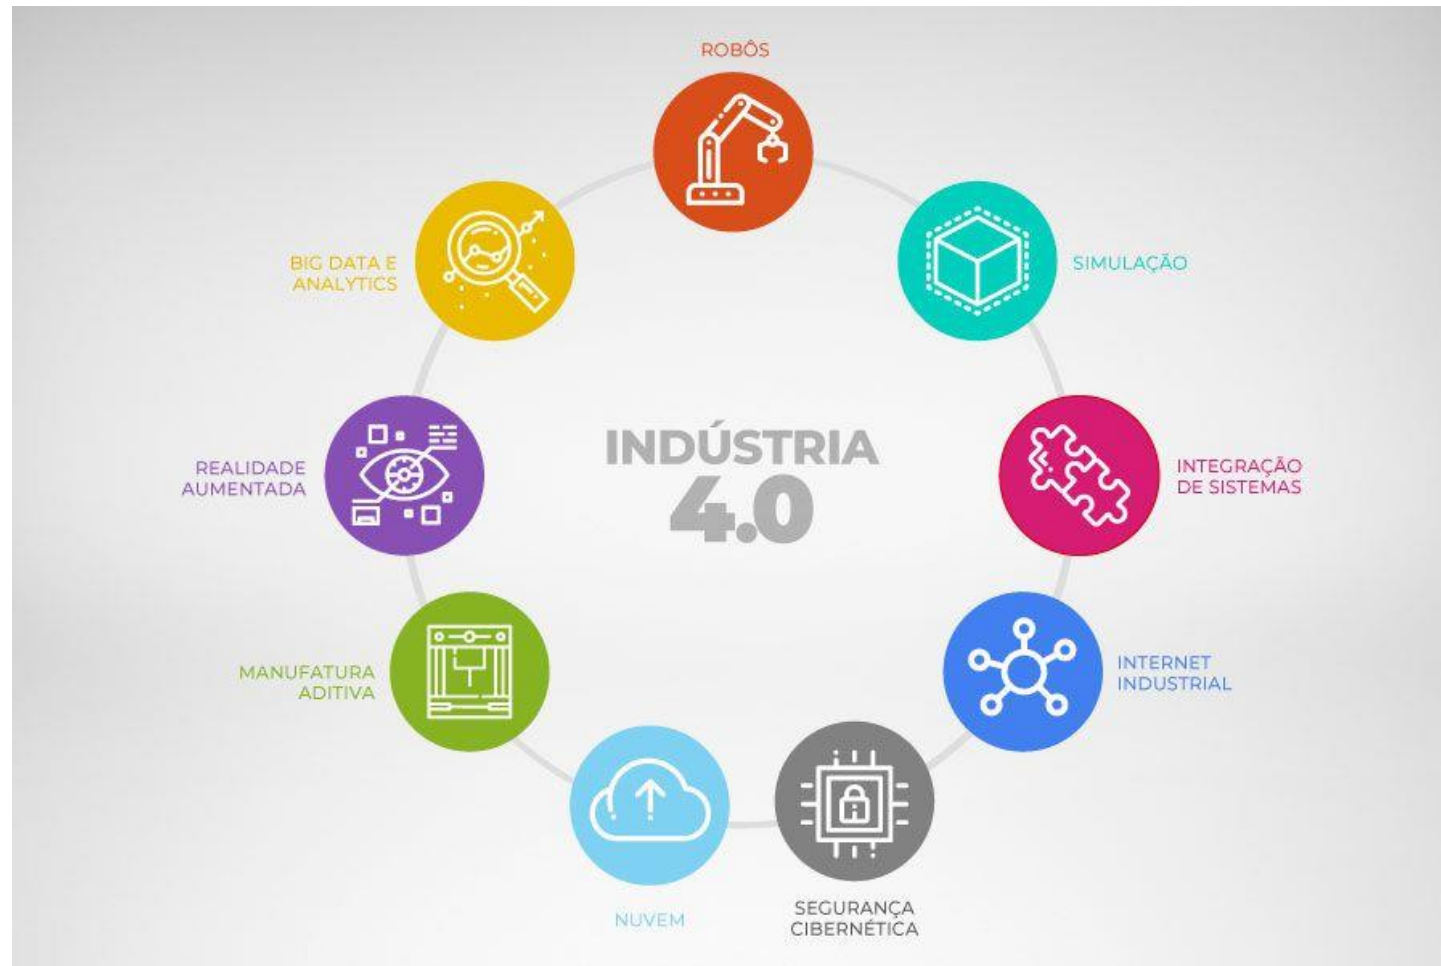 ROBÔS
SIMULAÇÃO
INTEGRAÇÃO
DE SISTEMAS
INTERNET
INDUSTRIAL
SEGURANÇA
CIBERNÉTICA
NUVEM
MANUFATURA
ADITIVA
REALIDADE
AUMENTADA
BIG DATA E
ANALYTICS
INDÚSTRIA
4.0